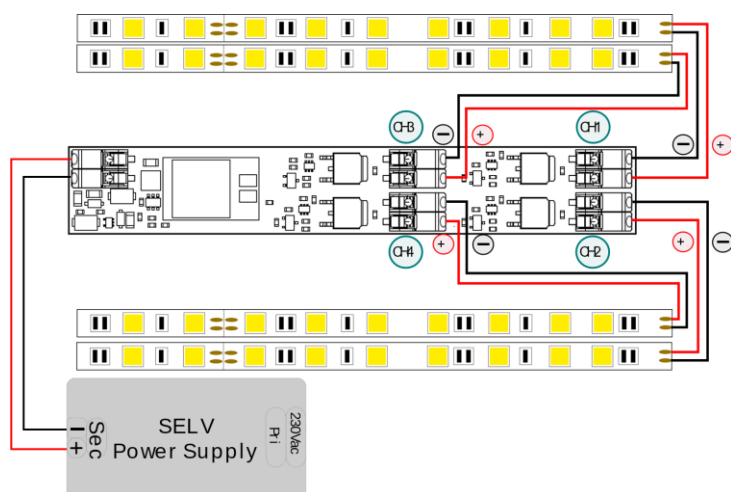 CH3
− +
CH1
− +
CH4
+ −
CH2
+ −
− +
Sec
SELV
Power Supply
Pri
230Vac